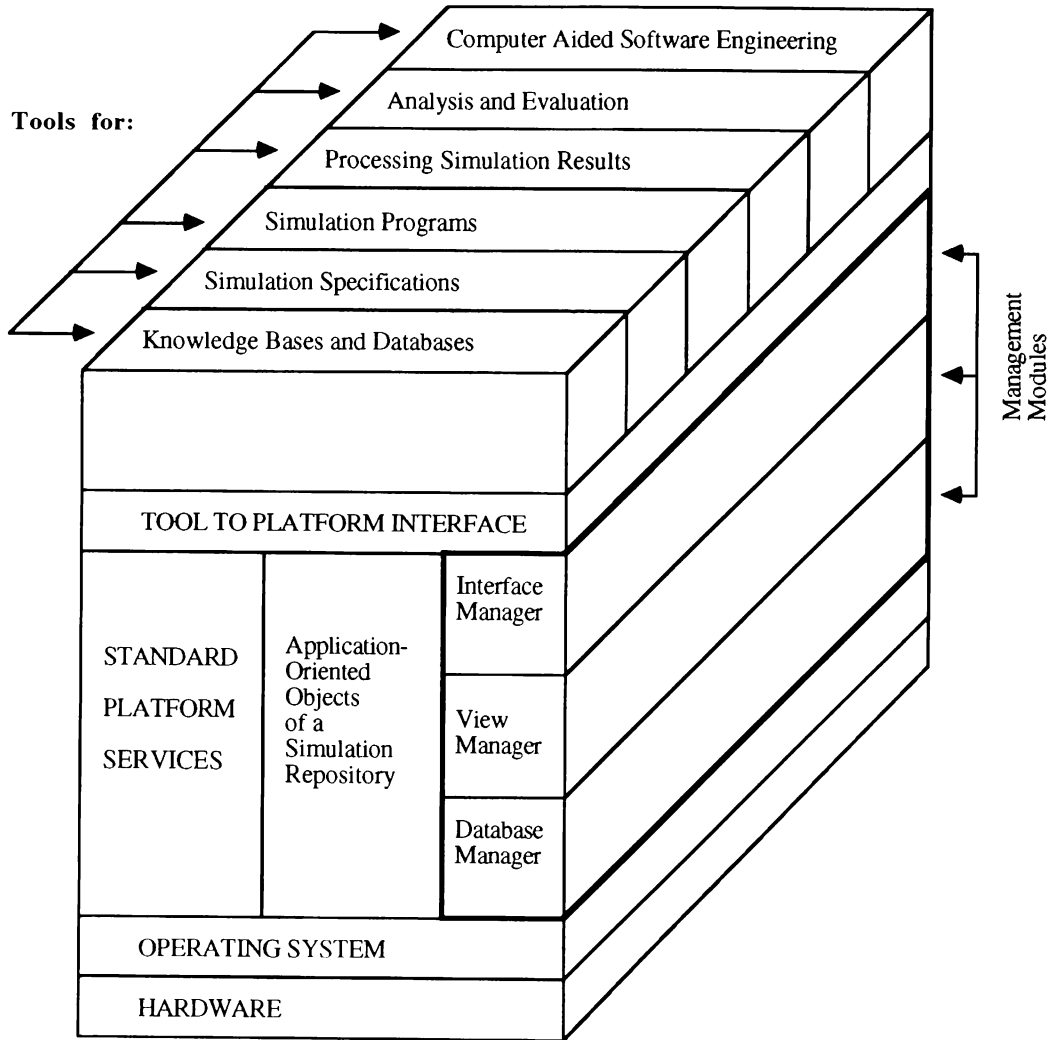 Computer Aided Software Engineering
Analysis and Evaluation
Tools for:
Processing Simulation Results
Simulation Programs
Simulation Specifications
Knowledge Bases and Databases
Management
Modules
TOOL TO PLATFORM INTERFACE
STANDARD
PLATFORM
SERVICES
Application-
Oriented
Objects
of a
Simulation
Repository
Interface
Manager
View
Manager
Database
Manager
OPERATING SYSTEM
HARDWARE